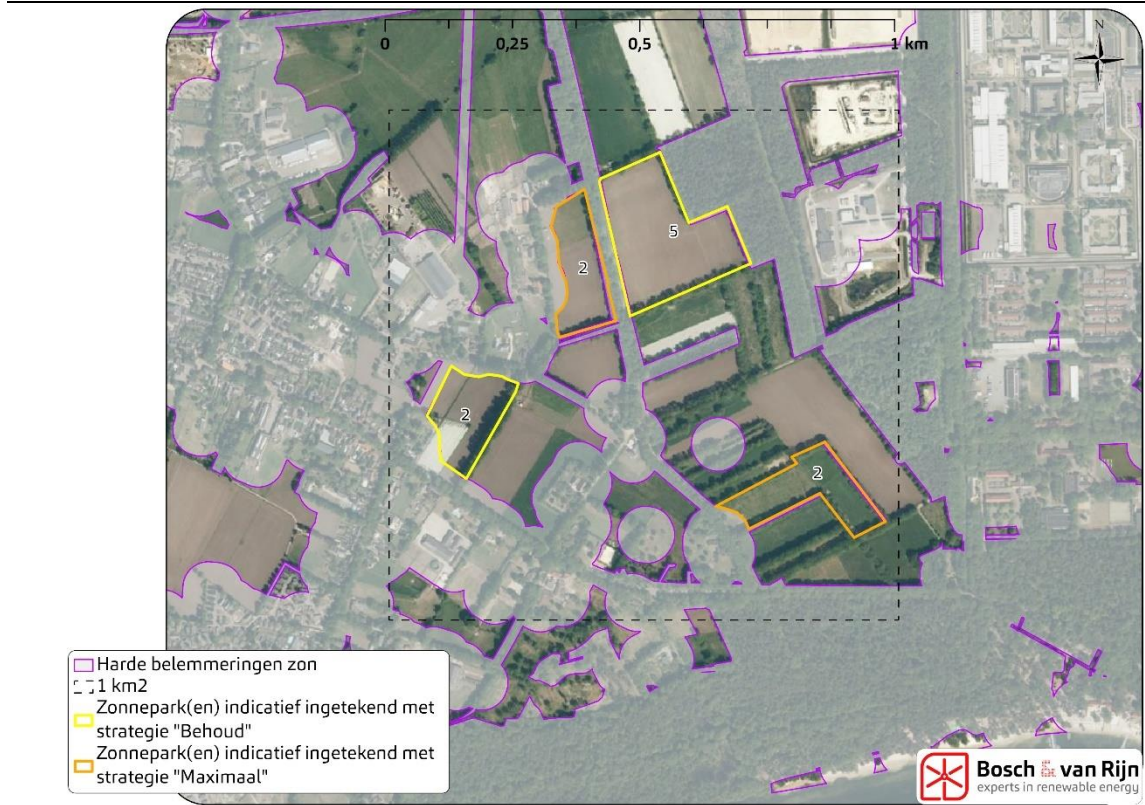 0 0,25 0,5 1 km
N
5
2
2
2
Harde belemmeringen zon
1 km2
Zonnepark(en) indicatief ingetekend met
strategie "Behoud"
Zonnepark(en) indicatief ingetekend met
strategie "Maximaal"
Bosch & van Rijn
experts in renewable energy